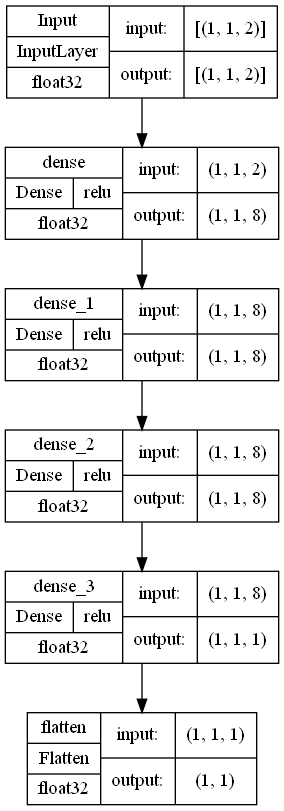 Input
InputLayer
float32
input:
[(1, 1, 2)]
output:
[(1, 1, 2)]
dense
Dense
relu
float32
input:
(1, 1, 2)
output:
(1, 1, 8)
dense_1
Dense
relu
float32
input:
(1, 1, 8)
output:
(1, 1, 8)
dense_2
Dense
relu
float32
input:
(1, 1, 8)
output:
(1, 1, 8)
dense_3
Dense
relu
float32
input:
(1, 1, 8)
output:
(1, 1, 1)
flatten
Flatten
float32
input:
(1, 1, 1)
output:
(1, 1)